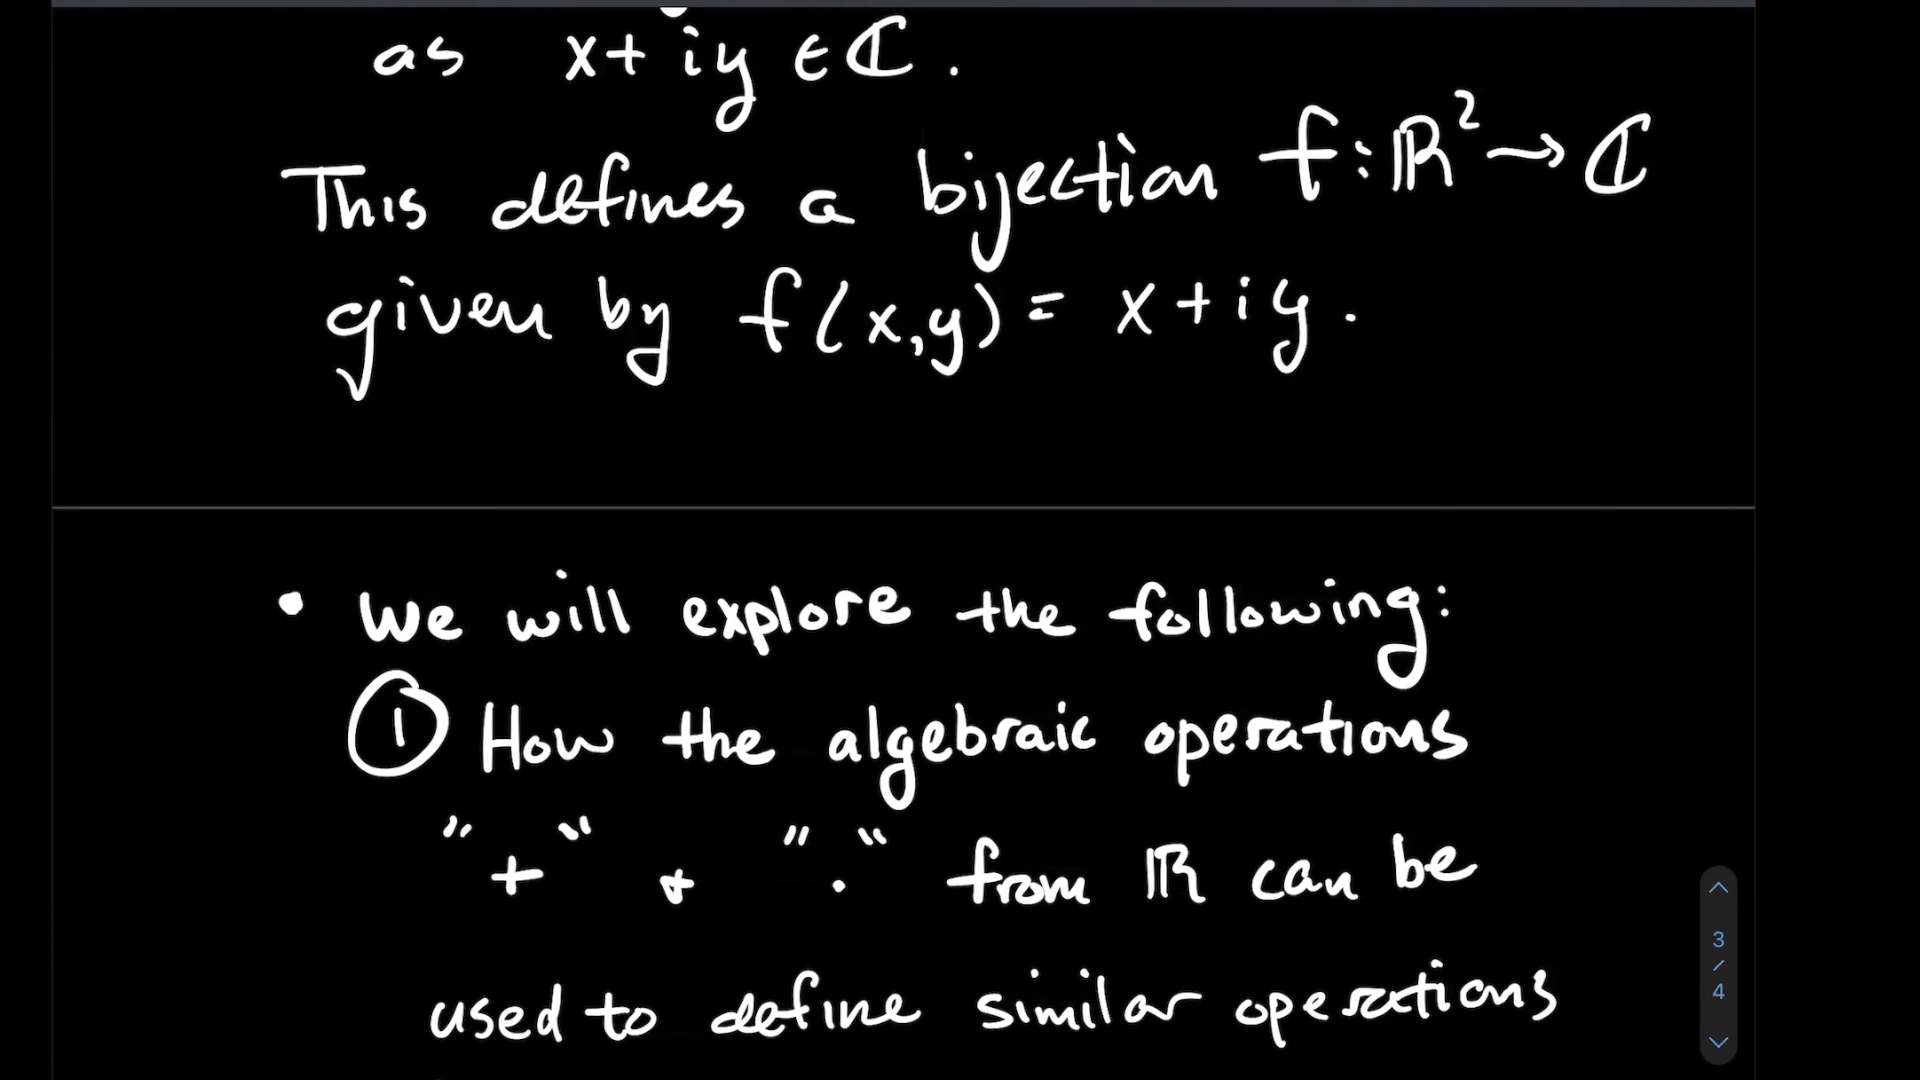 as x+iy ∈ ℂ.
This defines a bijection f:ℝ²→ℂ
given by f(x,y) = x+iy.
• We will explore the following:
① How the algebraic operations
"+" & "·" from ℝ can be
used to define similar operations
3
/
4